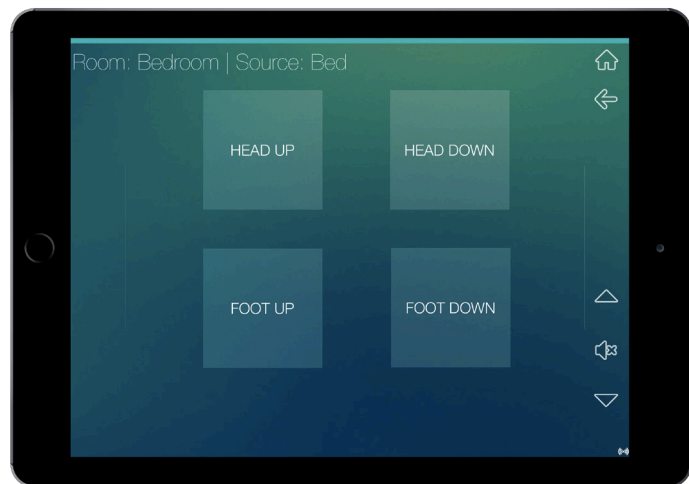 Room: Bedroom | Source: Bed
HEAD UP
HEAD DOWN
FOOT UP
FOOT DOWN